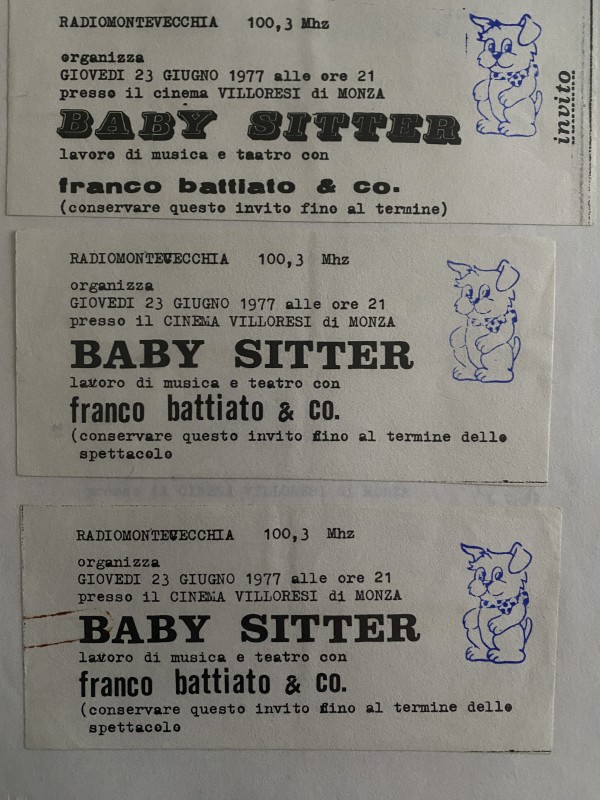 RADIOMONTEVECCHIA 100,3 Mhz
organizza
GIOVEDI 23 GIUGNO 1977 alle ore 21
presso il cinema VILLORESI di MONZA
BABY SITTER
lavoro di musica e teatro con
franco battiato & co.
(conservare questo invito fino al termine)
invito
RADIOMONTEVECCHIA 100,3 Mhz
organizza
GIOVEDI 23 GIUGNO 1977 alle ore 21
presso il CINEMA VILLORESI di MONZA
BABY SITTER
lavoro di musica e teatro con
franco battiato & co.
(conservare questo invito fino al termine dello
spettacolo
RADIOMONTEVECCHIA 100,3 Mhz
organizza
GIOVEDI 23 GIUGNO 1977 alle ore 21
presso il CINEMA VILLORESI di MONZA
BABY SITTER
lavoro di musica e teatro con
franco battiato & co.
(conservare questo invito fino al termine dello
spettacolo